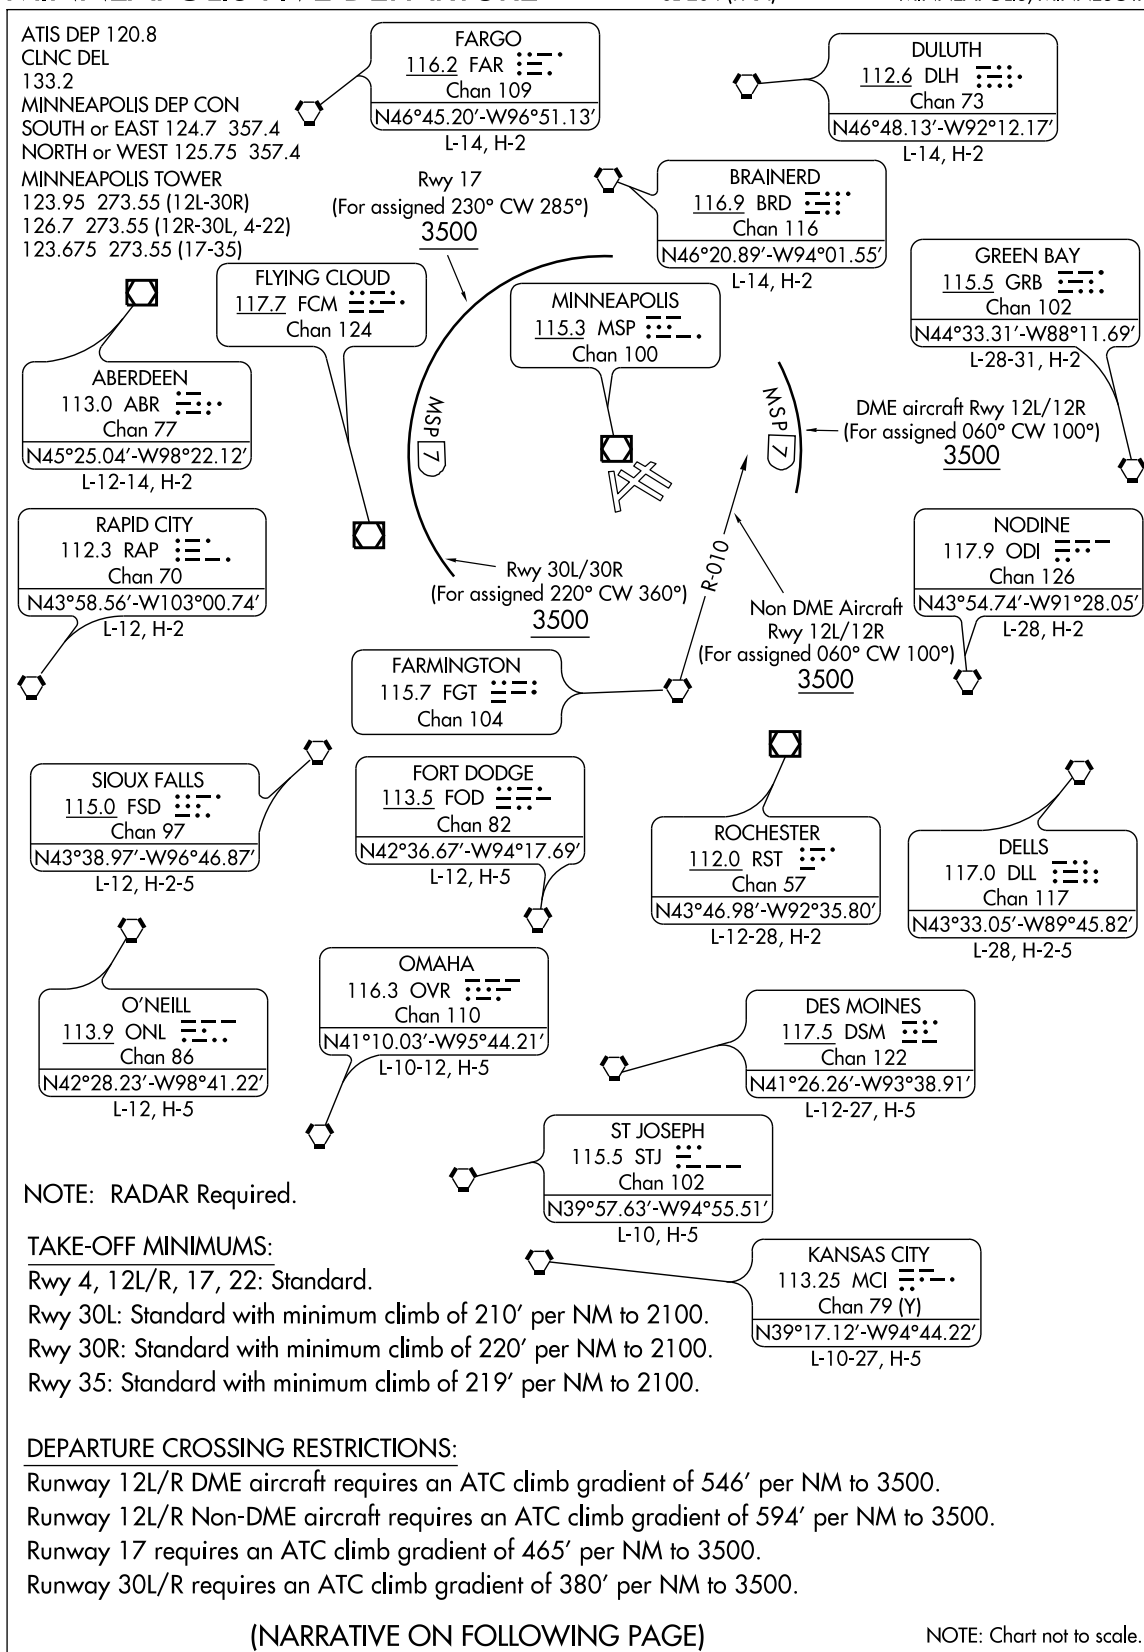 ATIS DEP 120.8
CLNC DEL
133.2
MINNEAPOLIS DEP CON
SOUTH or EAST 124.7 357.4
NORTH or WEST 125.75 357.4
MINNEAPOLIS TOWER
123.95 273.55 (12L-30R)
126.7 273.55 (12R-30L, 4-22)
123.675 273.55 (17-35)
FARGO
116.2 FAR
Chan 109
N46°45.20′-W96°51.13′
L-14, H-2
DULUTH
112.6 DLH
Chan 73
N46°48.13′-W92°12.17′
L-14, H-2
Rwy 17
(For assigned 230° CW 285°)
3500
BRAINERD
116.9 BRD
Chan 116
N46°20.89′-W94°01.55′
L-14, H-2
GREEN BAY
115.5 GRB
Chan 102
N44°33.31′-W88°11.69′
L-28-31, H-2
FLYING CLOUD
117.7 FCM
Chan 124
MINNEAPOLIS
115.3 MSP
Chan 100
ABERDEEN
113.0 ABR
Chan 77
N45°25.04′-W98°22.12′
L-12-14, H-2
MSP 7
MSP 7
DME aircraft Rwy 12L/12R
(For assigned 060° CW 100°)
3500
RAPID CITY
112.3 RAP
Chan 70
N43°58.56′-W103°00.74′
L-12, H-2
Rwy 30L/30R
(For assigned 220° CW 360°)
3500
R-010
Non DME Aircraft
Rwy 12L/12R
(For assigned 060° CW 100°)
3500
NODINE
117.9 ODI
Chan 126
N43°54.74′-W91°28.05′
L-28, H-2
FARMINGTON
115.7 FGT
Chan 104
SIOUX FALLS
115.0 FSD
Chan 97
N43°38.97′-W96°46.87′
L-12, H-2-5
FORT DODGE
113.5 FOD
Chan 82
N42°36.67′-W94°17.69′
L-12, H-5
ROCHESTER
112.0 RST
Chan 57
N43°46.98′-W92°35.80′
L-12-28, H-2
DELLS
117.0 DLL
Chan 117
N43°33.05′-W89°45.82′
L-28, H-2-5
O'NEILL
113.9 ONL
Chan 86
N42°28.23′-W98°41.22′
L-12, H-5
OMAHA
116.3 OVR
Chan 110
N41°10.03′-W95°44.21′
L-10-12, H-5
DES MOINES
117.5 DSM
Chan 122
N41°26.26′-W93°38.91′
L-12-27, H-5
ST JOSEPH
115.5 STJ
Chan 102
N39°57.63′-W94°55.51′
L-10, H-5
KANSAS CITY
113.25 MCI
Chan 79 (Y)
N39°17.12′-W94°44.22′
L-10-27, H-5
NOTE: RADAR Required.
TAKE-OFF MINIMUMS:
Rwy 4, 12L/R, 17, 22: Standard.
Rwy 30L: Standard with minimum climb of 210′ per NM to 2100.
Rwy 30R: Standard with minimum climb of 220′ per NM to 2100.
Rwy 35: Standard with minimum climb of 219′ per NM to 2100.
DEPARTURE CROSSING RESTRICTIONS:
Runway 12L/R DME aircraft requires an ATC climb gradient of 546′ per NM to 3500.
Runway 12L/R Non-DME aircraft requires an ATC climb gradient of 594′ per NM to 3500.
Runway 17 requires an ATC climb gradient of 465′ per NM to 3500.
Runway 30L/R requires an ATC climb gradient of 380′ per NM to 3500.
(NARRATIVE ON FOLLOWING PAGE)
NOTE: Chart not to scale.